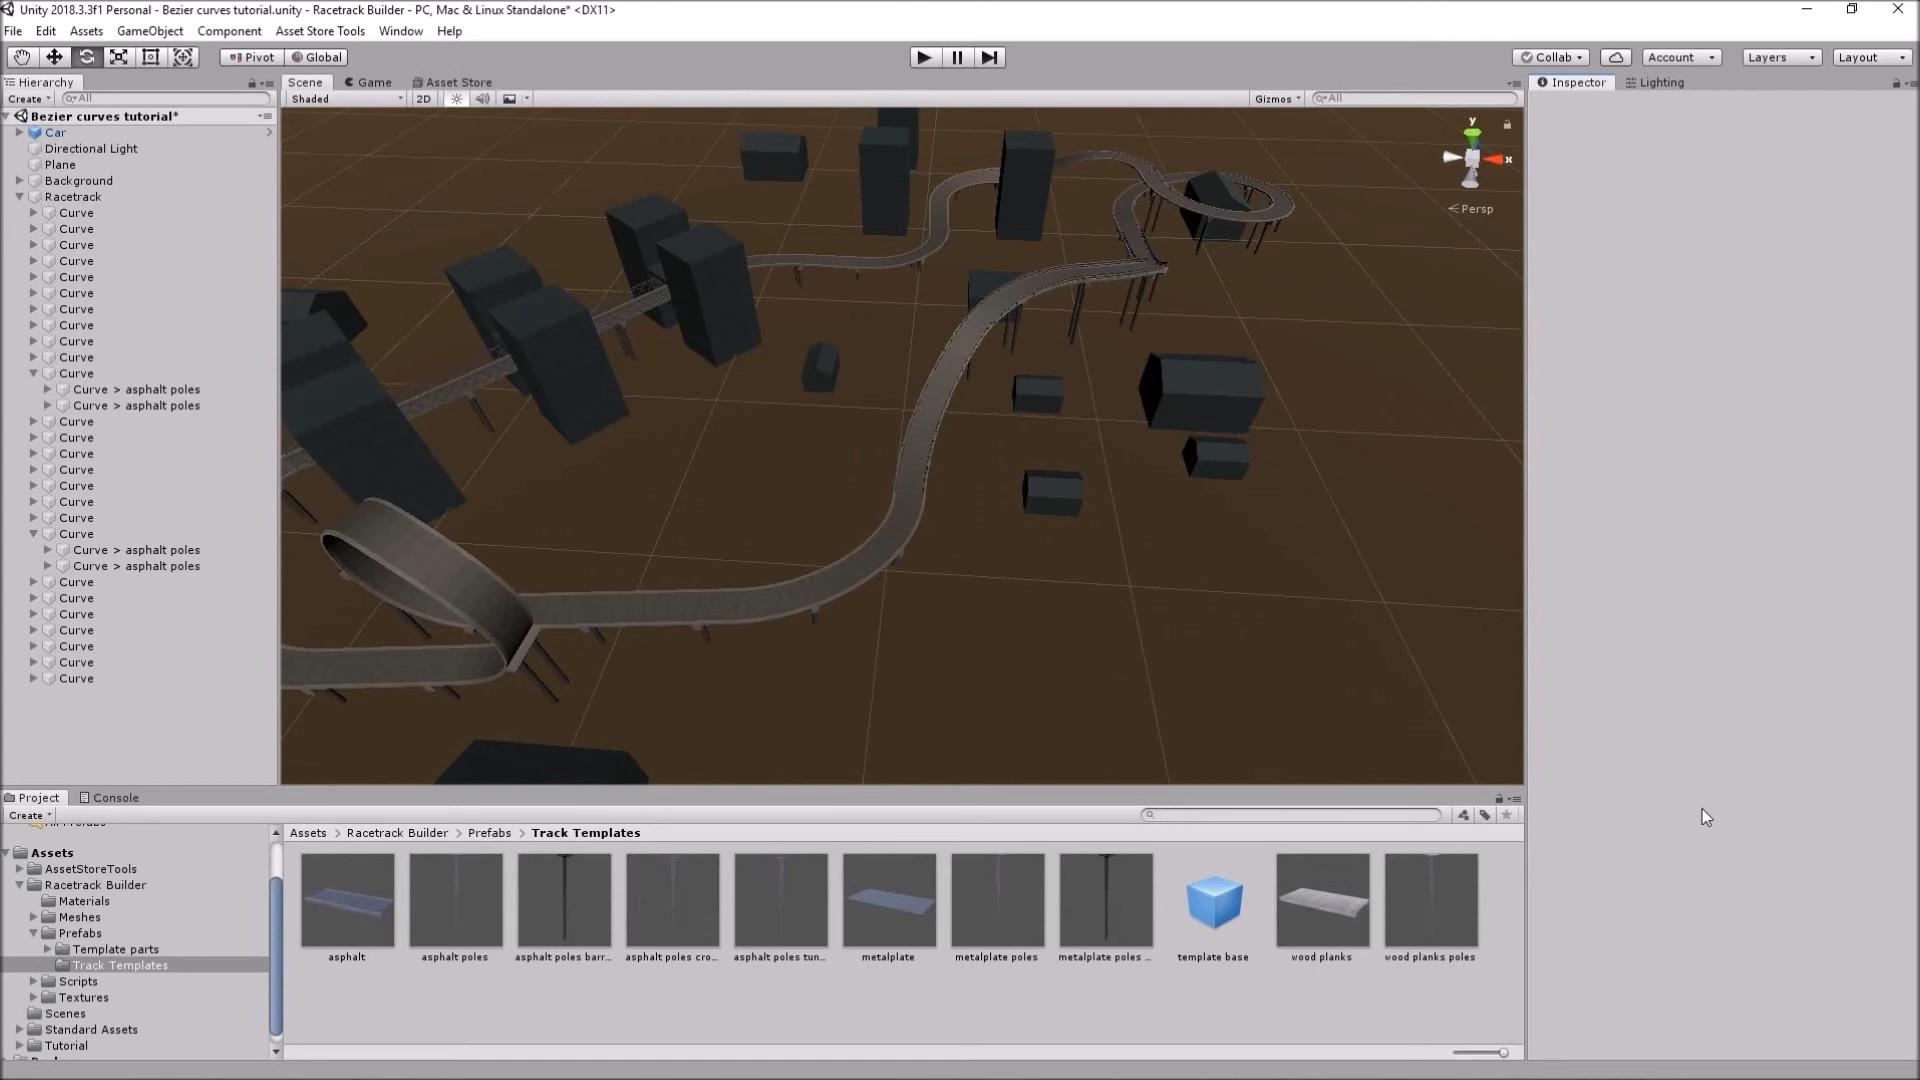 Unity 2018.3.3f1 Personal - Bezier curves tutorial.unity - Racetrack Builder - PC, Mac & Linux Standalone* <DX11>
File Edit Assets GameObject Component Asset Store Tools Window Help
Pivot Global Collab Account Layers Layout
Hierarchy
Create All
Bezier curves tutorial*
Car
Directional Light
Plane
Background
Racetrack
Curve
Curve
Curve
Curve
Curve
Curve
Curve
Curve
Curve
Curve
Curve
Curve > asphalt poles
Curve > asphalt poles
Curve
Curve
Curve
Curve
Curve
Curve
Curve
Curve
Curve > asphalt poles
Curve > asphalt poles
Curve
Curve
Curve
Curve
Curve
Curve
Curve
Scene Game Asset Store
Shaded 2D Gizmos All
y
x
Persp
Inspector Lighting
Project Console
Create
Assets
AssetStoreTools
Racetrack Builder
Materials
Meshes
Prefabs
Template parts
Track Templates
Scripts
Textures
Scenes
Standard Assets
Tutorial
Assets > Racetrack Builder > Prefabs > Track Templates
asphalt asphalt poles asphalt poles barr... asphalt poles cro... asphalt poles tun... metalplate metalplate poles metalplate poles ... template base wood planks wood planks poles